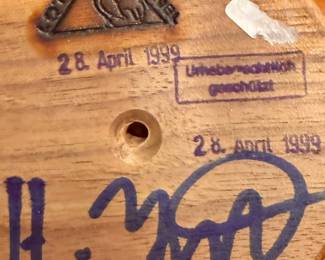 28. April 1999
Urheberrechtlich
geschützt
28. April 1999
H.